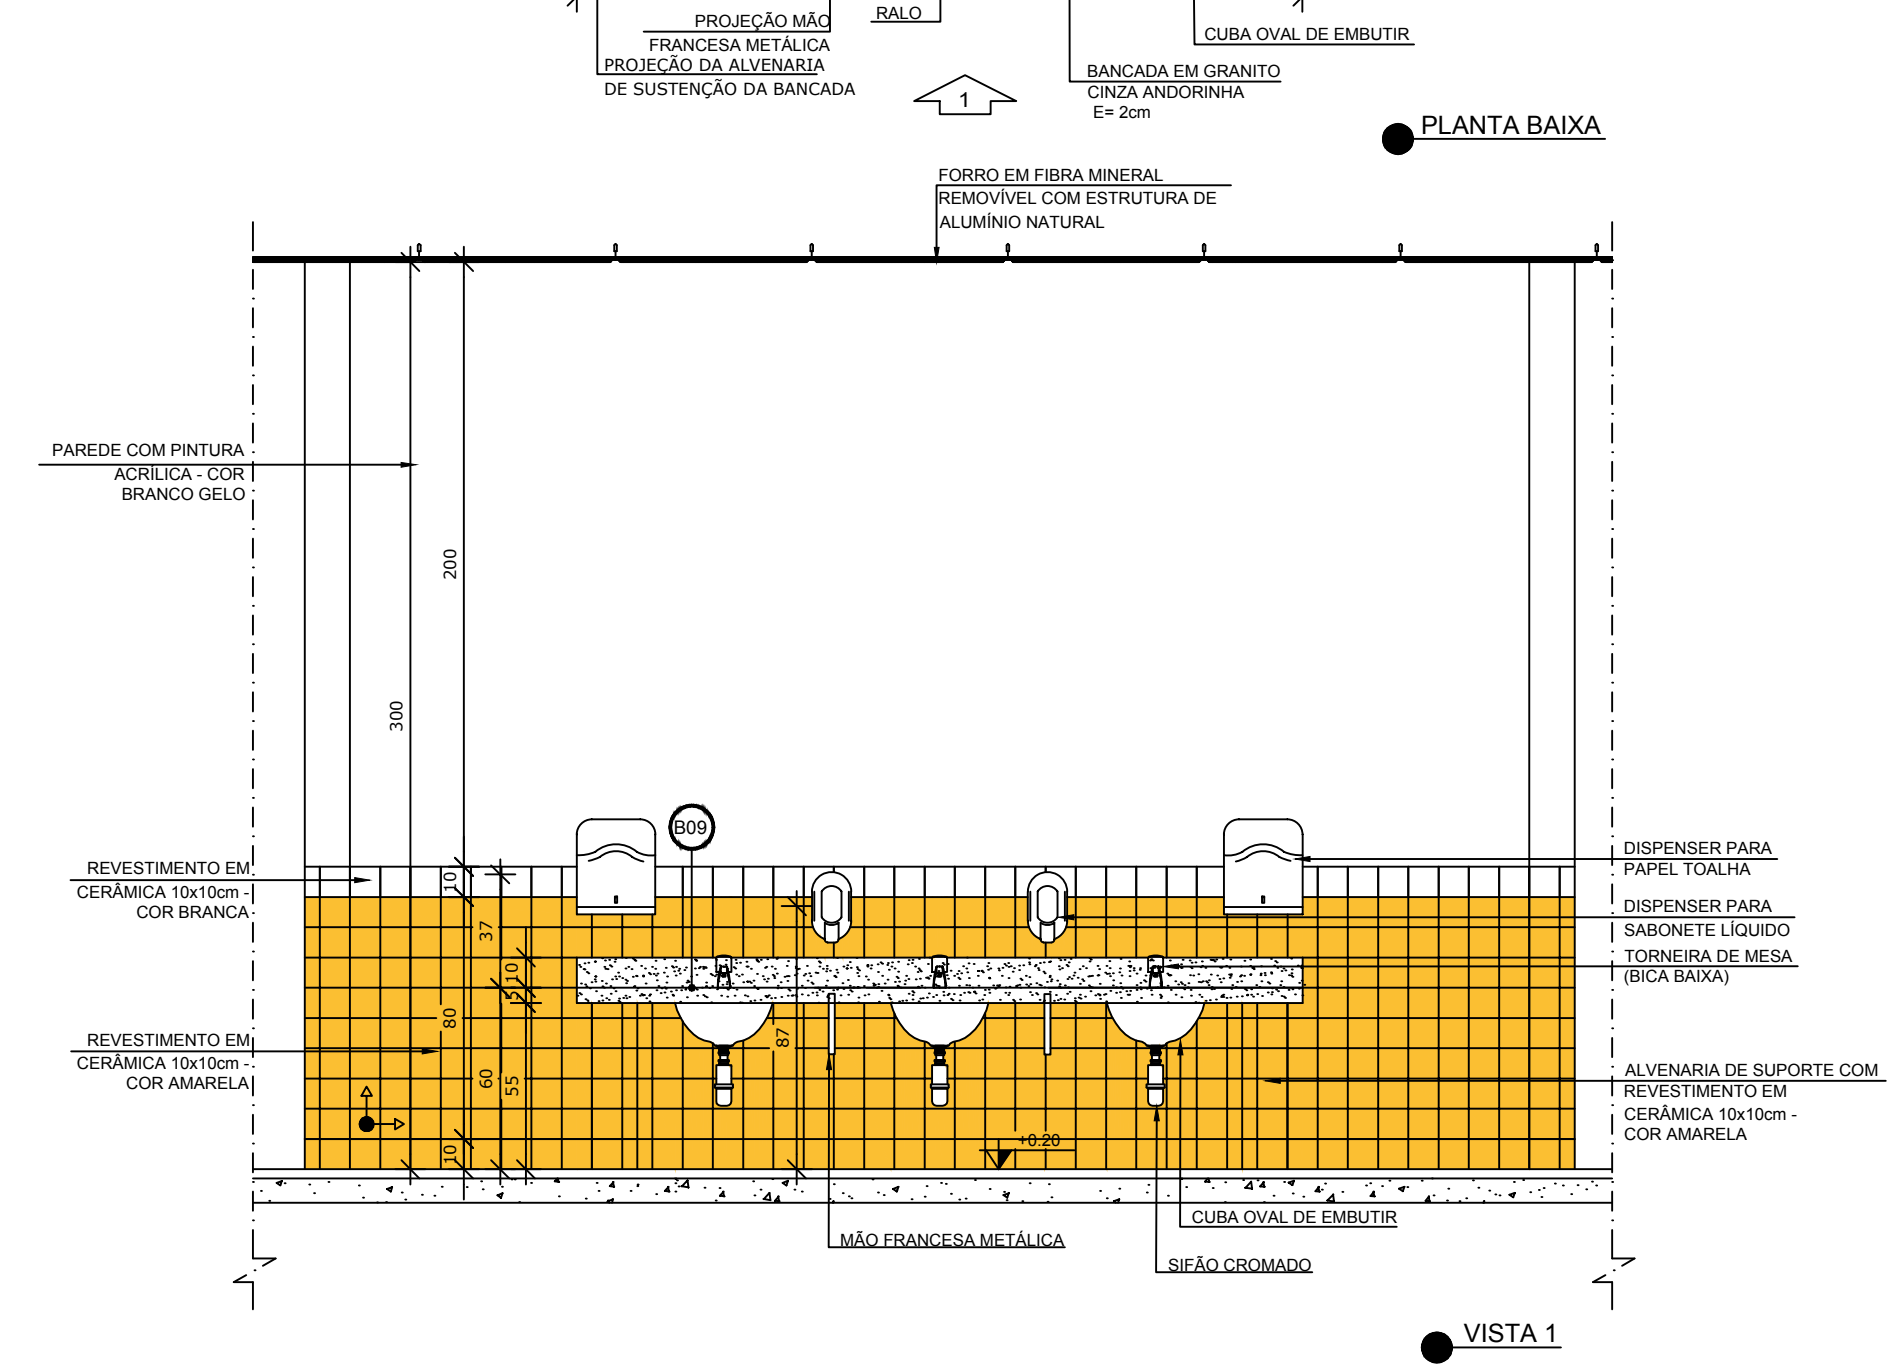 PROJEÇÃO MÃO
FRANCESA METÁLICA
PROJEÇÃO DA ALVENARIA
DE SUSTENÇÃO DA BANCADA
RALO
1
CUBA OVAL DE EMBUTIR
BANCADA EM GRANITO
CINZA ANDORINHA
E= 2cm
PLANTA BAIXA
FORRO EM FIBRA MINERAL
REMOVÍVEL COM ESTRUTURA DE
ALUMÍNIO NATURAL
PAREDE COM PINTURA
ACRÍLICA - COR
BRANCO GELO
200
300
B09
REVESTIMENTO EM
CERÂMICA 10x10cm -
COR BRANCA
10
37
10
5
80
87
60
55
10
REVESTIMENTO EM
CERÂMICA 10x10cm -
COR AMARELA
+0.20
DISPENSER PARA
PAPEL TOALHA
DISPENSER PARA
SABONETE LÍQUIDO
TORNEIRA DE MESA
(BICA BAIXA)
ALVENARIA DE SUPORTE COM
REVESTIMENTO EM
CERÂMICA 10x10cm -
COR AMARELA
CUBA OVAL DE EMBUTIR
MÃO FRANCESA METÁLICA
SIFÃO CROMADO
VISTA 1